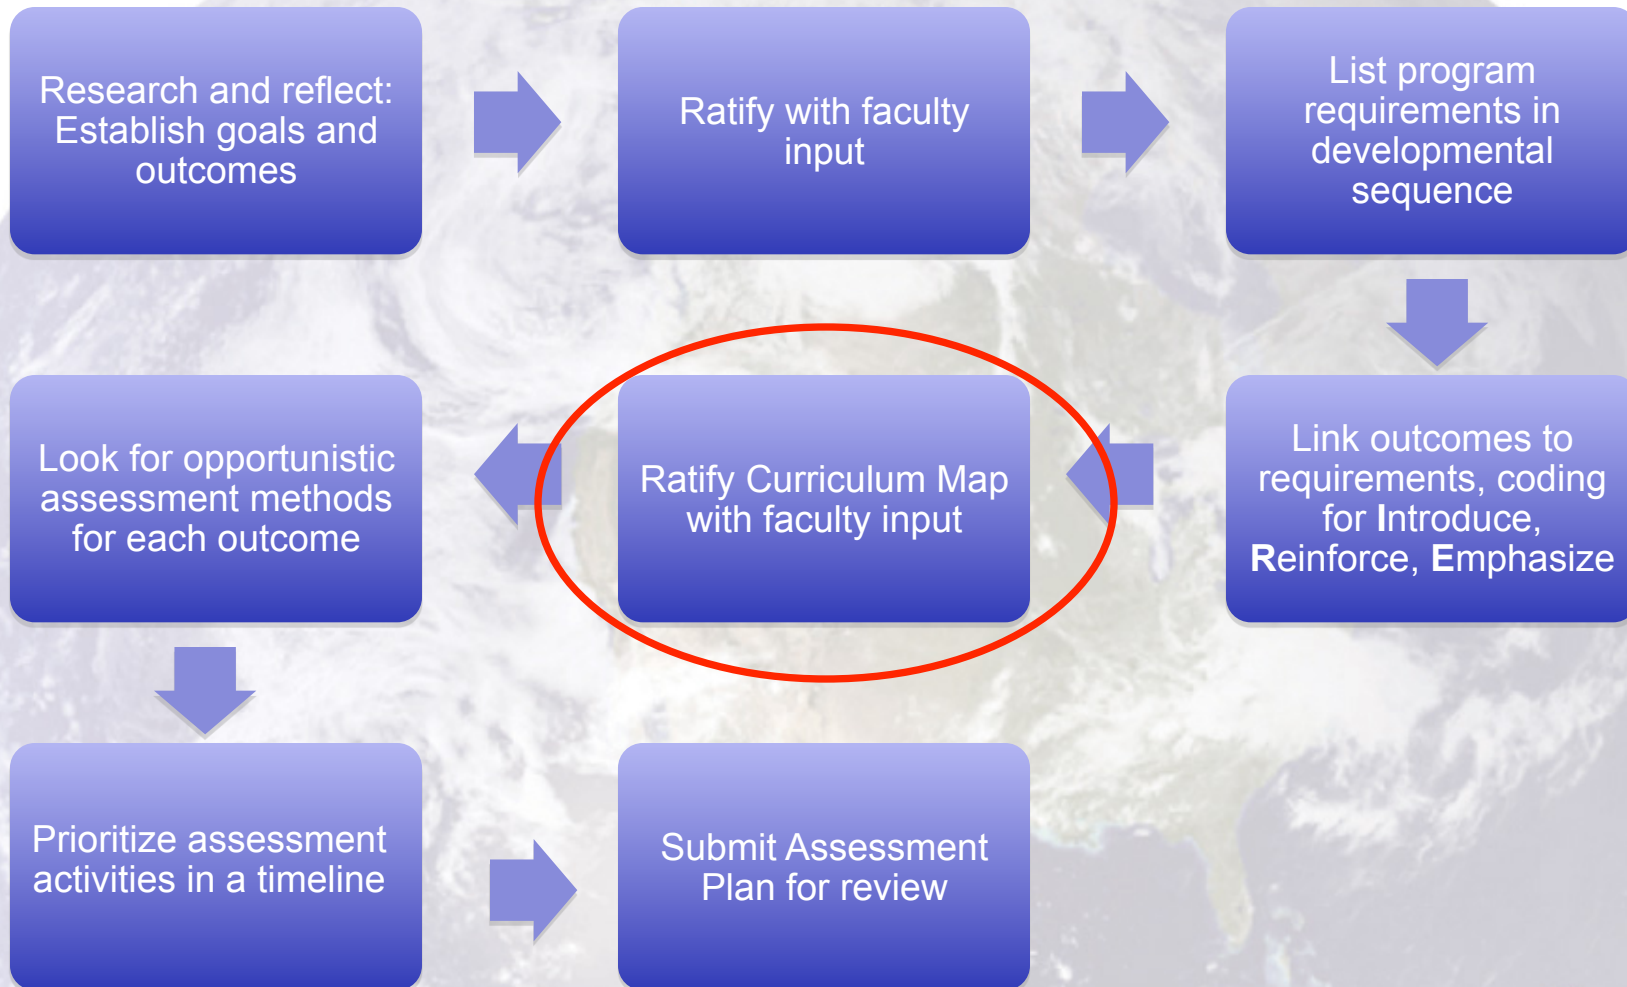 Research and reflect:
Establish goals and
outcomes
Ratify with faculty
input
List program
requirements in
developmental
sequence
Link outcomes to
requirements, coding
for Introduce,
Reinforce, Emphasize
Ratify Curriculum Map
with faculty input
Look for opportunistic
assessment methods
for each outcome
Prioritize assessment
activities in a timeline
Submit Assessment
Plan for review